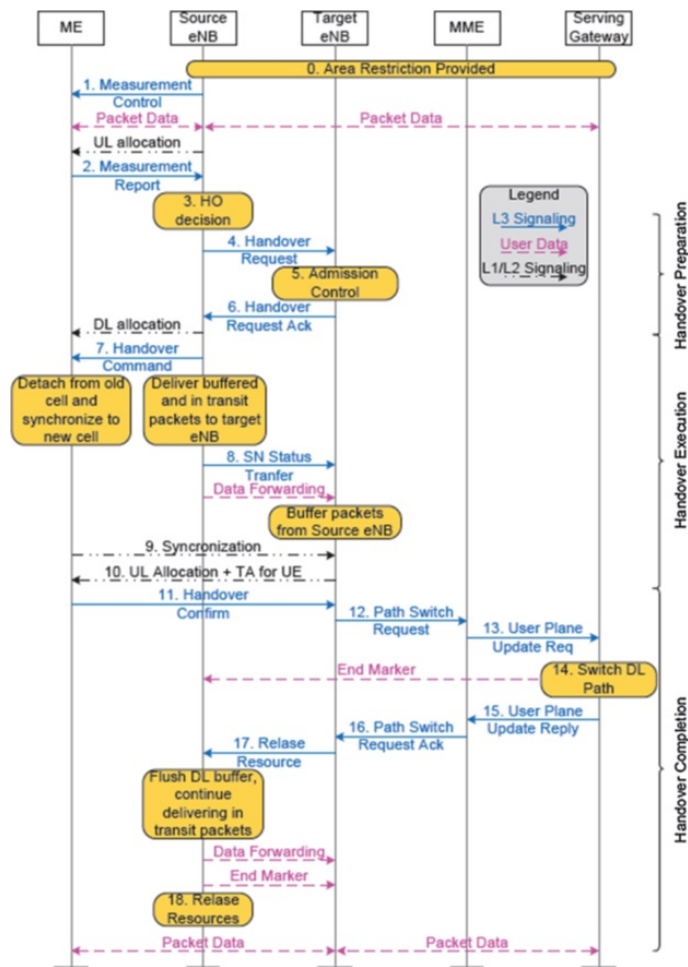 ME
Source
eNB
Target
eNB
MME
Serving
Gateway
0. Area Restriction Provided
1. Measurement
Control
Packet Data
Packet Data
UL allocation
2. Measurement
Report
3. HO
decision
Legend
L3 Signaling
User Data
L1/L2 Signaling
4. Handover
Request
5. Admission
Control
6. Handover
Request Ack
DL allocation
7. Handover
Command
Handover Preparation
Detach from old
cell and
synchronize to
new cell
Deliver buffered
and in transit
packets to target
eNB
8. SN Status
Tranfer
Data Forwarding
Buffer packets
from Source eNB
9. Syncronization
10. UL Allocation + TA for UE
Handover Execution
11. Handover
Confirm
12. Path Switch
Request
13. User Plane
Update Req
End Marker
14. Switch DL
Path
15. User Plane
Update Reply
16. Path Switch
Request Ack
17. Relase
Resource
Flush DL buffer,
continue
delivering in
transit packets
Data Forwarding
End Marker
18. Relase
Resources
Packet Data
Packet Data
Handover Completion